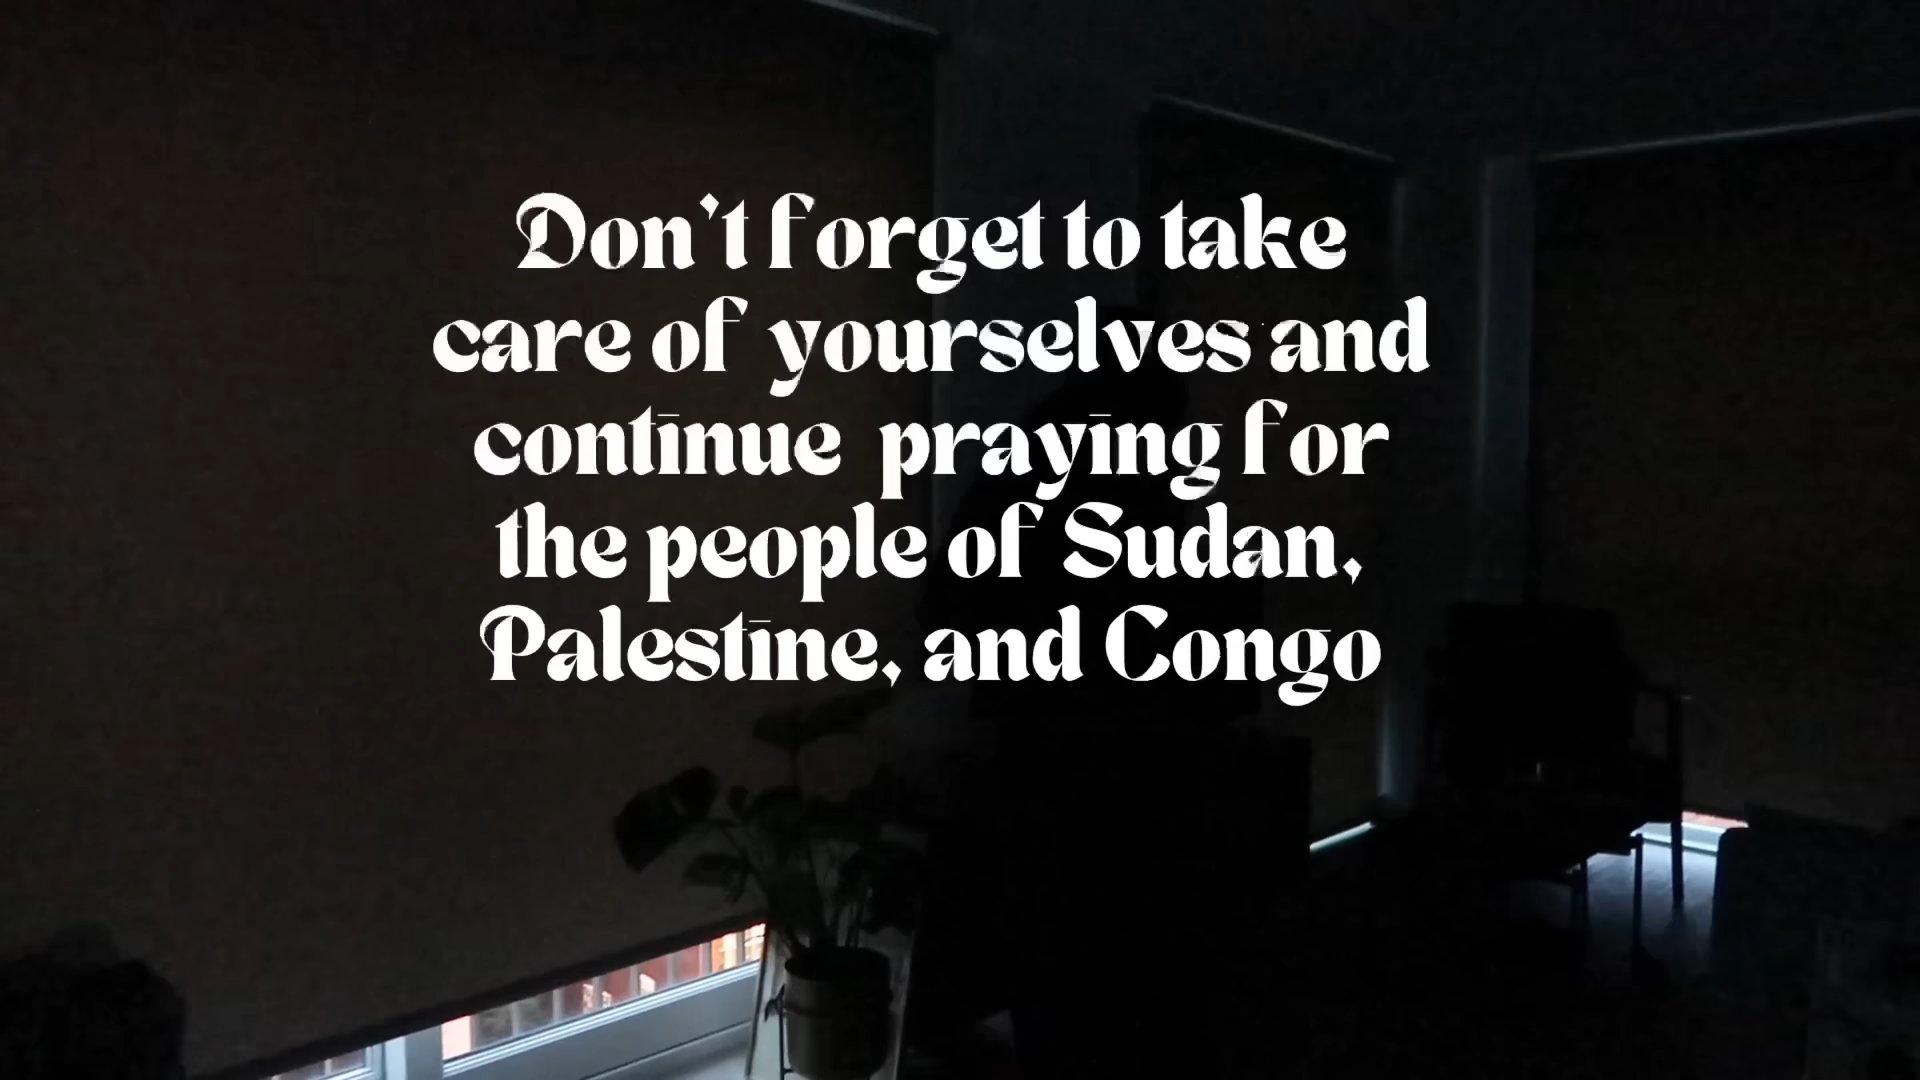 Don't forget to take
care of yourselves and
continue praying for
the people of Sudan,
Palestine, and Congo